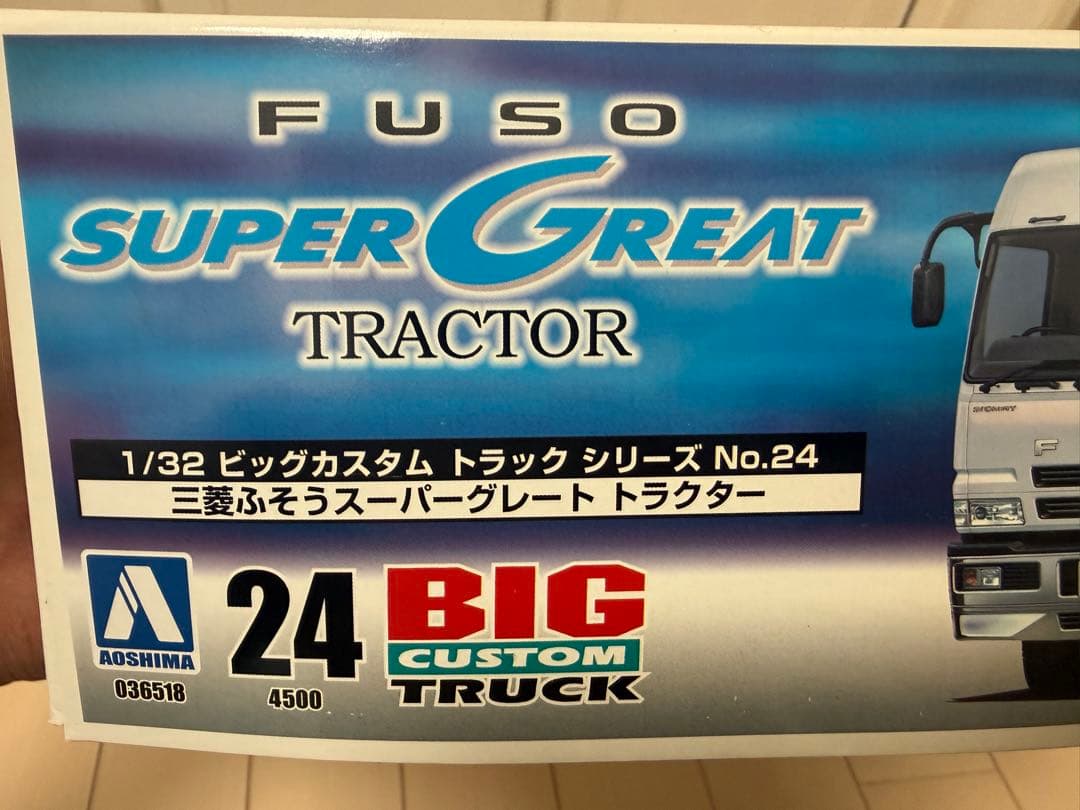 FUSO
SUPER GREAT
TRACTOR
1/32 ビッグカスタム トラック シリーズ No.24
三菱ふそうスーパーグレート トラクター
AOSHIMA
036518
24
4500
BIG
CUSTOM
TRUCK
F